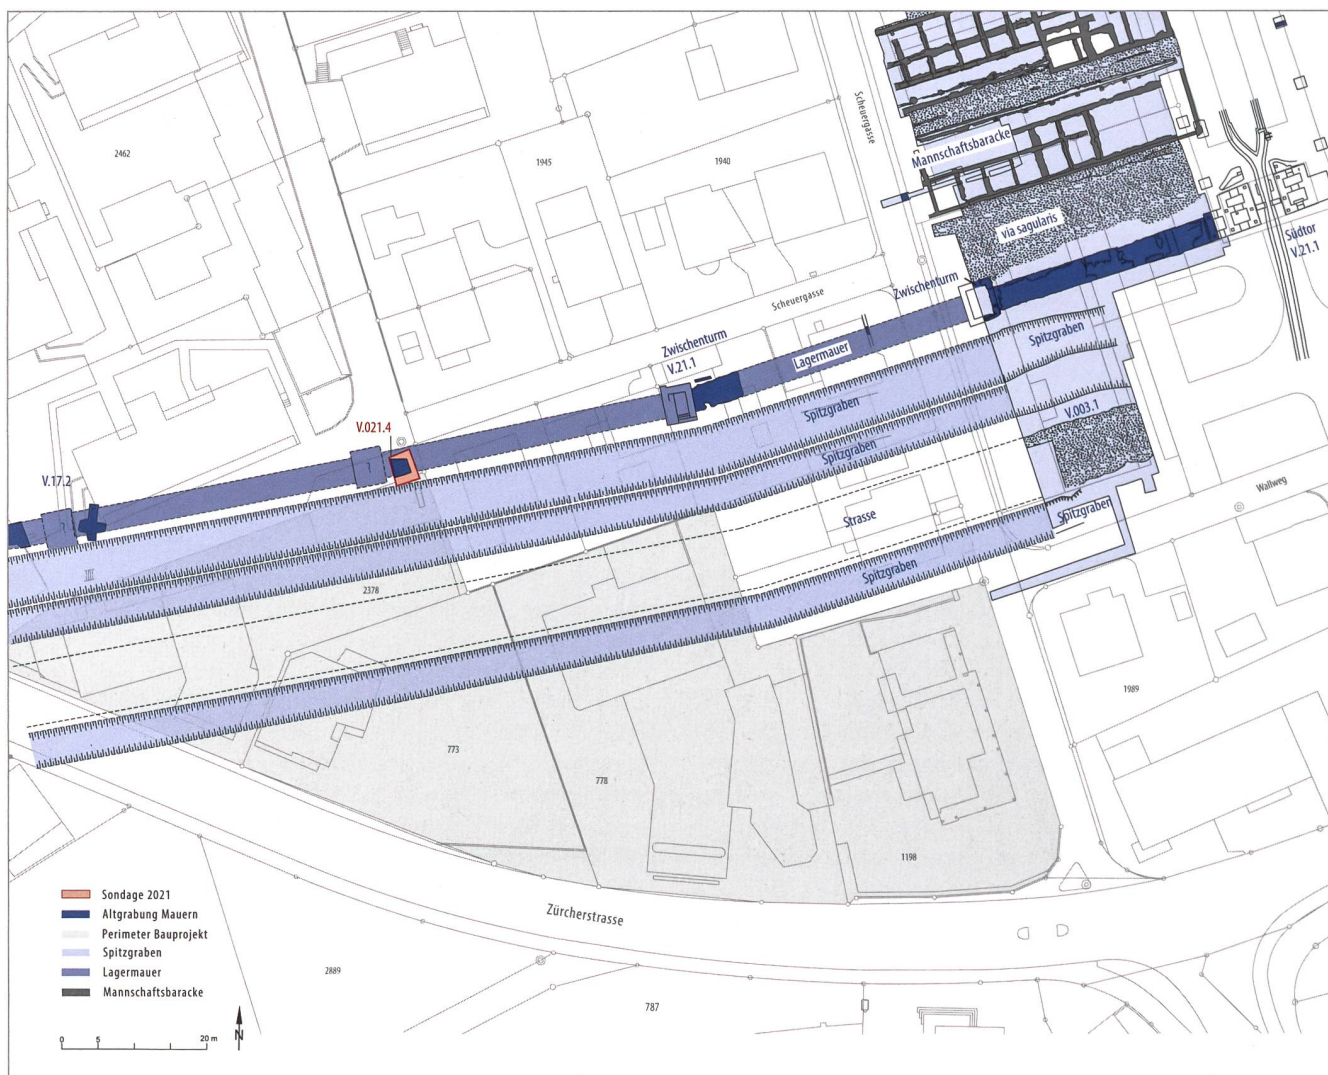 2462
1945
1940
Scheuergasse
Mannschaftsbaracke
via sagularis
Südtor
V.21.1
Zwischenturm
Scheuergasse
Zwischenturm
V.21.1
Lagermauer
Spitzgraben
Spitzgraben
Spitzgraben
V.003.1
V.021.4
V.17.2
Strasse
Wallweg
Spitzgraben
Spitzgraben
III
2378
1989
773
778
1198
Zürcherstrasse
2889
787
Sondage 2021
Altgrabung Mauern
Perimeter Bauprojekt
Spitzgraben
Lagermauer
Mannschaftsbaracke
0 5 20 m
N